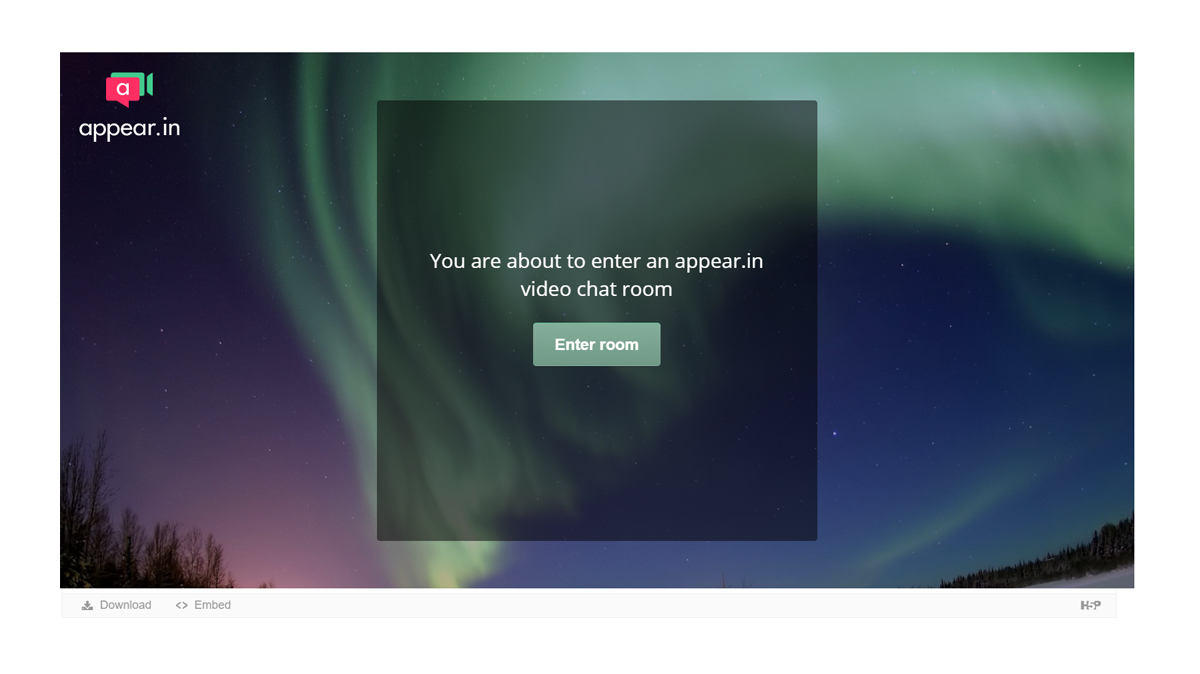 a
appear.in
You are about to enter an appear.in
video chat room
Enter room
Download
<> Embed
H5P